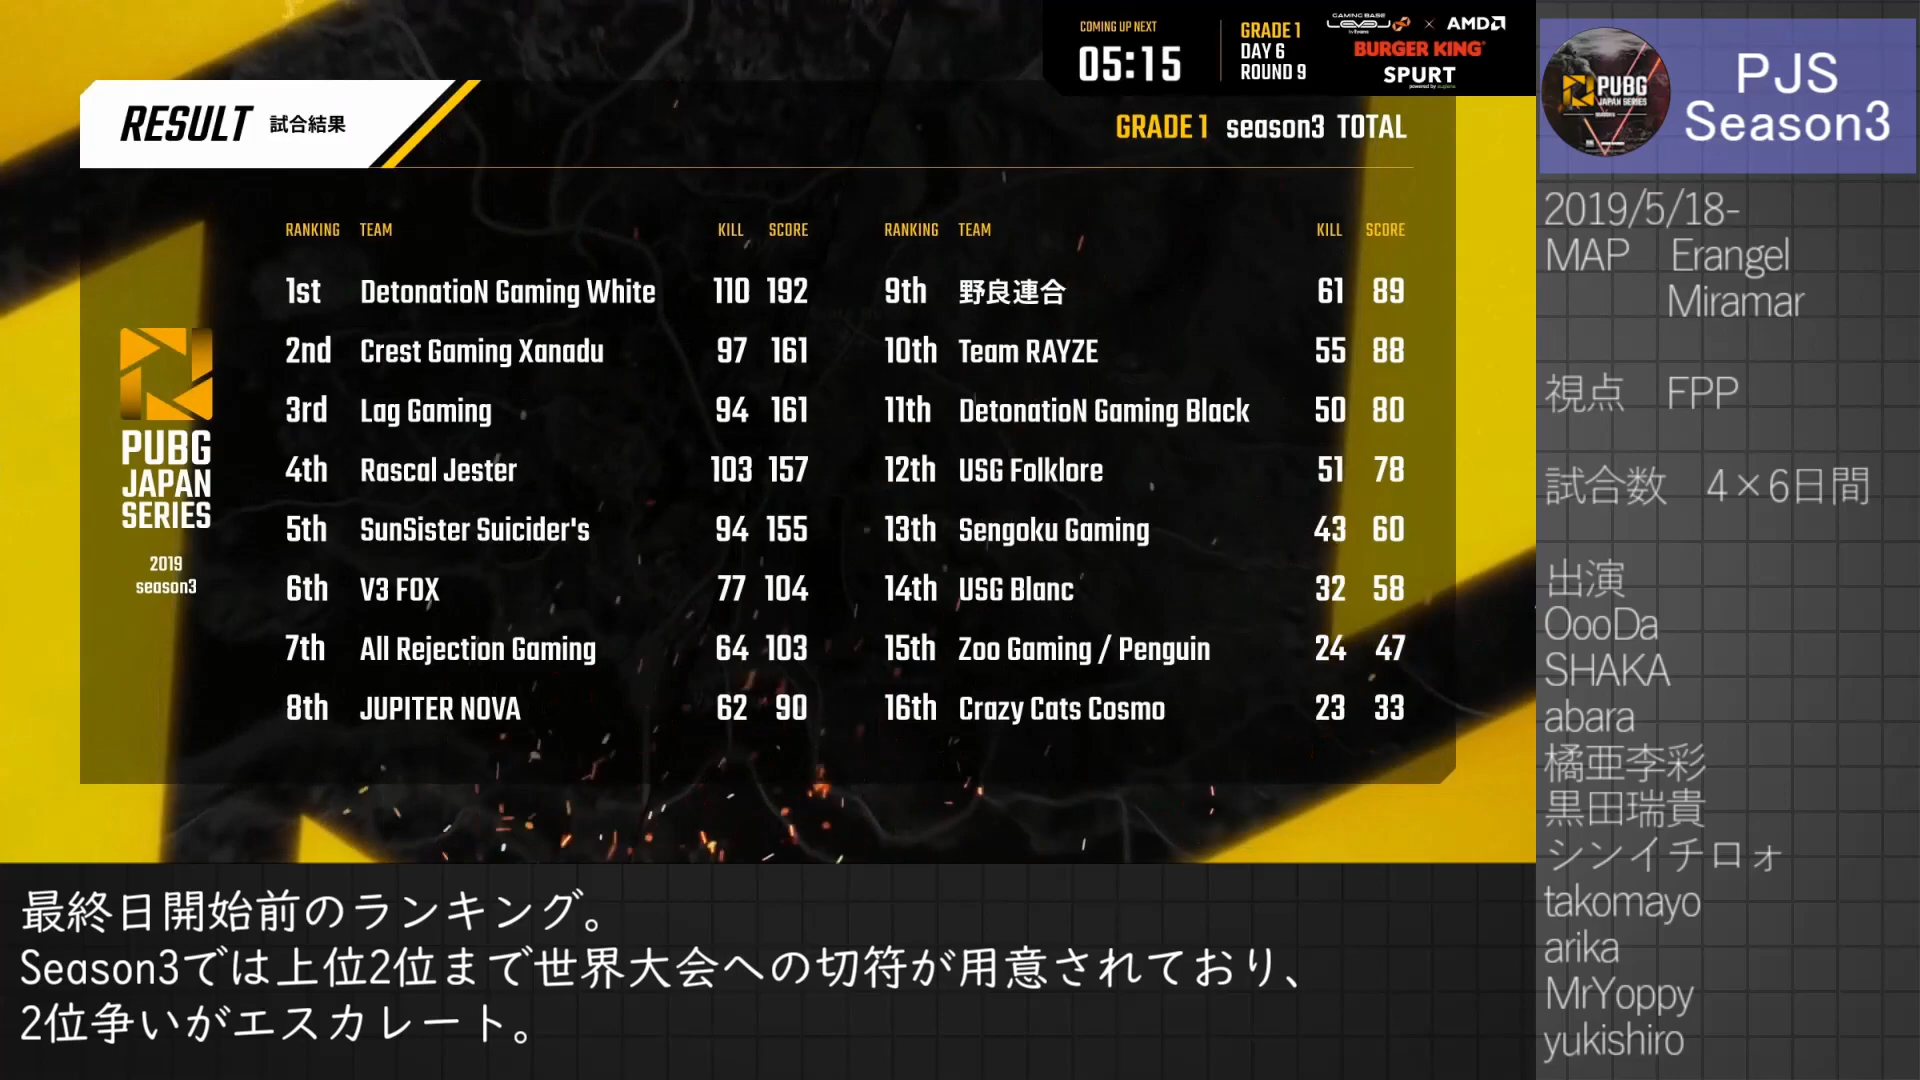 COMING UP NEXT
05:15
GRADE 1
DAY 6
ROUND 9
GAMING BASE
LEVEL∞
by Evans
× AMD
BURGER KING
SPURT
RESULT 試合結果
GRADE 1 season3 TOTAL
RANKING TEAM KILL SCORE
1st DetonatioN Gaming White 110 192
2nd Crest Gaming Xanadu 97 161
3rd Lag Gaming 94 161
4th Rascal Jester 103 157
5th SunSister Suicider's 94 155
6th V3 FOX 77 104
7th All Rejection Gaming 64 103
8th JUPITER NOVA 62 90
RANKING TEAM KILL SCORE
9th 野良連合 61 89
10th Team RAYZE 55 88
11th DetonatioN Gaming Black 50 80
12th USG Folklore 51 78
13th Sengoku Gaming 43 60
14th USG Blanc 32 58
15th Zoo Gaming / Penguin 24 47
16th Crazy Cats Cosmo 23 33
PUBG
JAPAN
SERIES
2019
season3
PUBG
JAPAN SERIES
PJS
Season3
2019/5/18-
MAP Erangel
Miramar
視点 FPP
試合数 4×6日間
出演
OooDa
SHAKA
abara
橘亜李彩
黒田瑞貴
シンイチロォ
takomayo
arika
MrYoppy
yukishiro
最終日開始前のランキング。
Season3では上位2位まで世界大会への切符が用意されており、
2位争いがエスカレート。